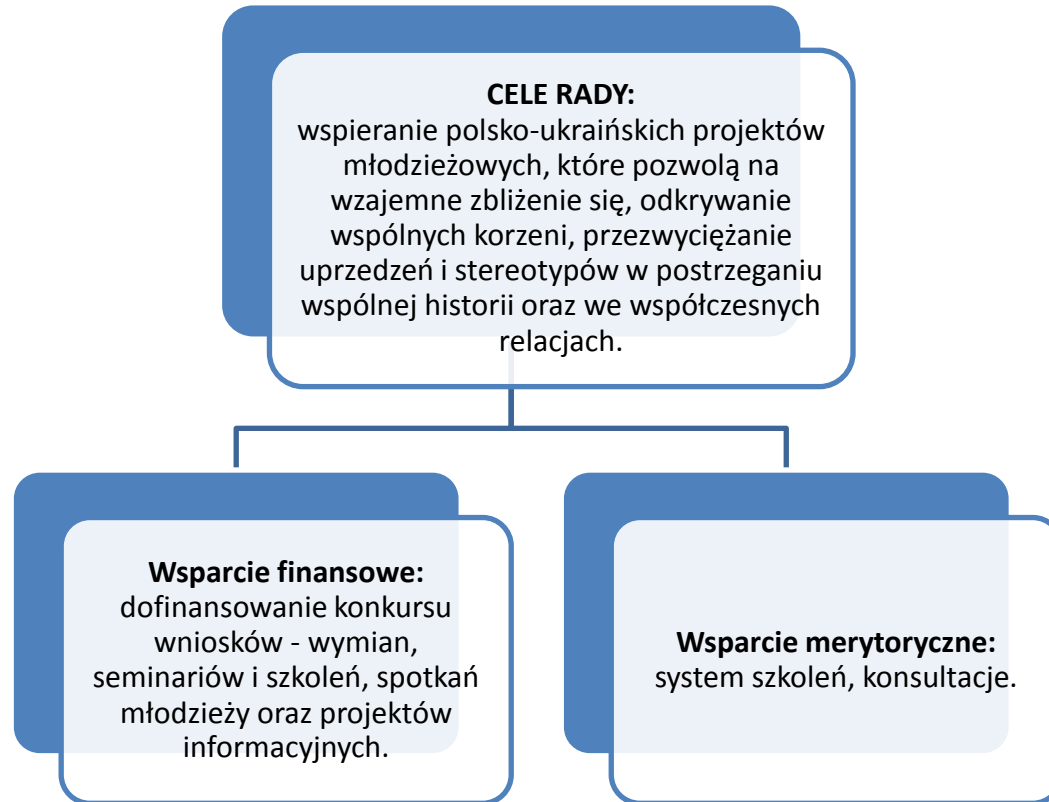 CELE RADY:
wspieranie polsko-ukraińskich projektów
młodzieżowych, które pozwolą na
wzajemne zbliżenie się, odkrywanie
wspólnych korzeni, przezwyciężanie
uprzedzeń i stereotypów w postrzeganiu
wspólnej historii oraz we współczesnych
relacjach.
Wsparcie finansowe:
dofinansowanie konkursu
wniosków - wymian,
seminariów i szkoleń, spotkań
młodzieży oraz projektów
informacyjnych.
Wsparcie merytoryczne:
system szkoleń, konsultacje.